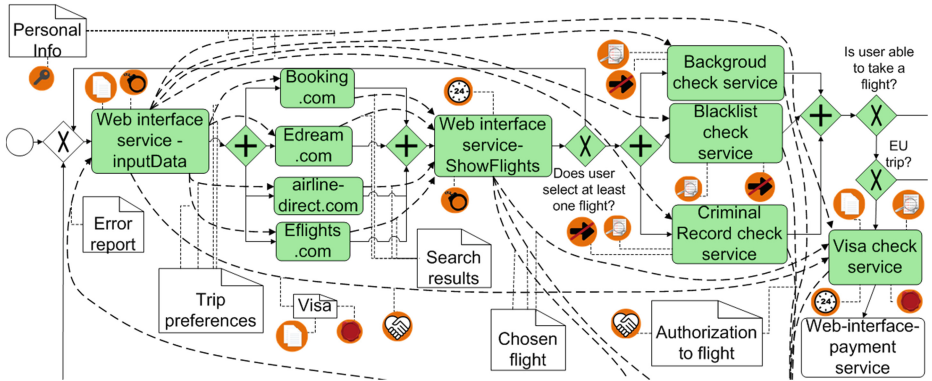 Personal
Info
Web interface
service -
inputData
Booking
.com
Edream
.com
airline-
direct.com
Eflights
.com
24
Web interface
service-
ShowFlights
Does user
select at least
one flight?
Backgroud
check service
Blacklist
check
service
Criminal
Record check
service
Is user able
to take a
flight?
EU
trip?
Visa check
service
24
Web-interface-
payment
service
Error
report
Trip
preferences
Visa
Search
results
Chosen
flight
Authorization
to flight